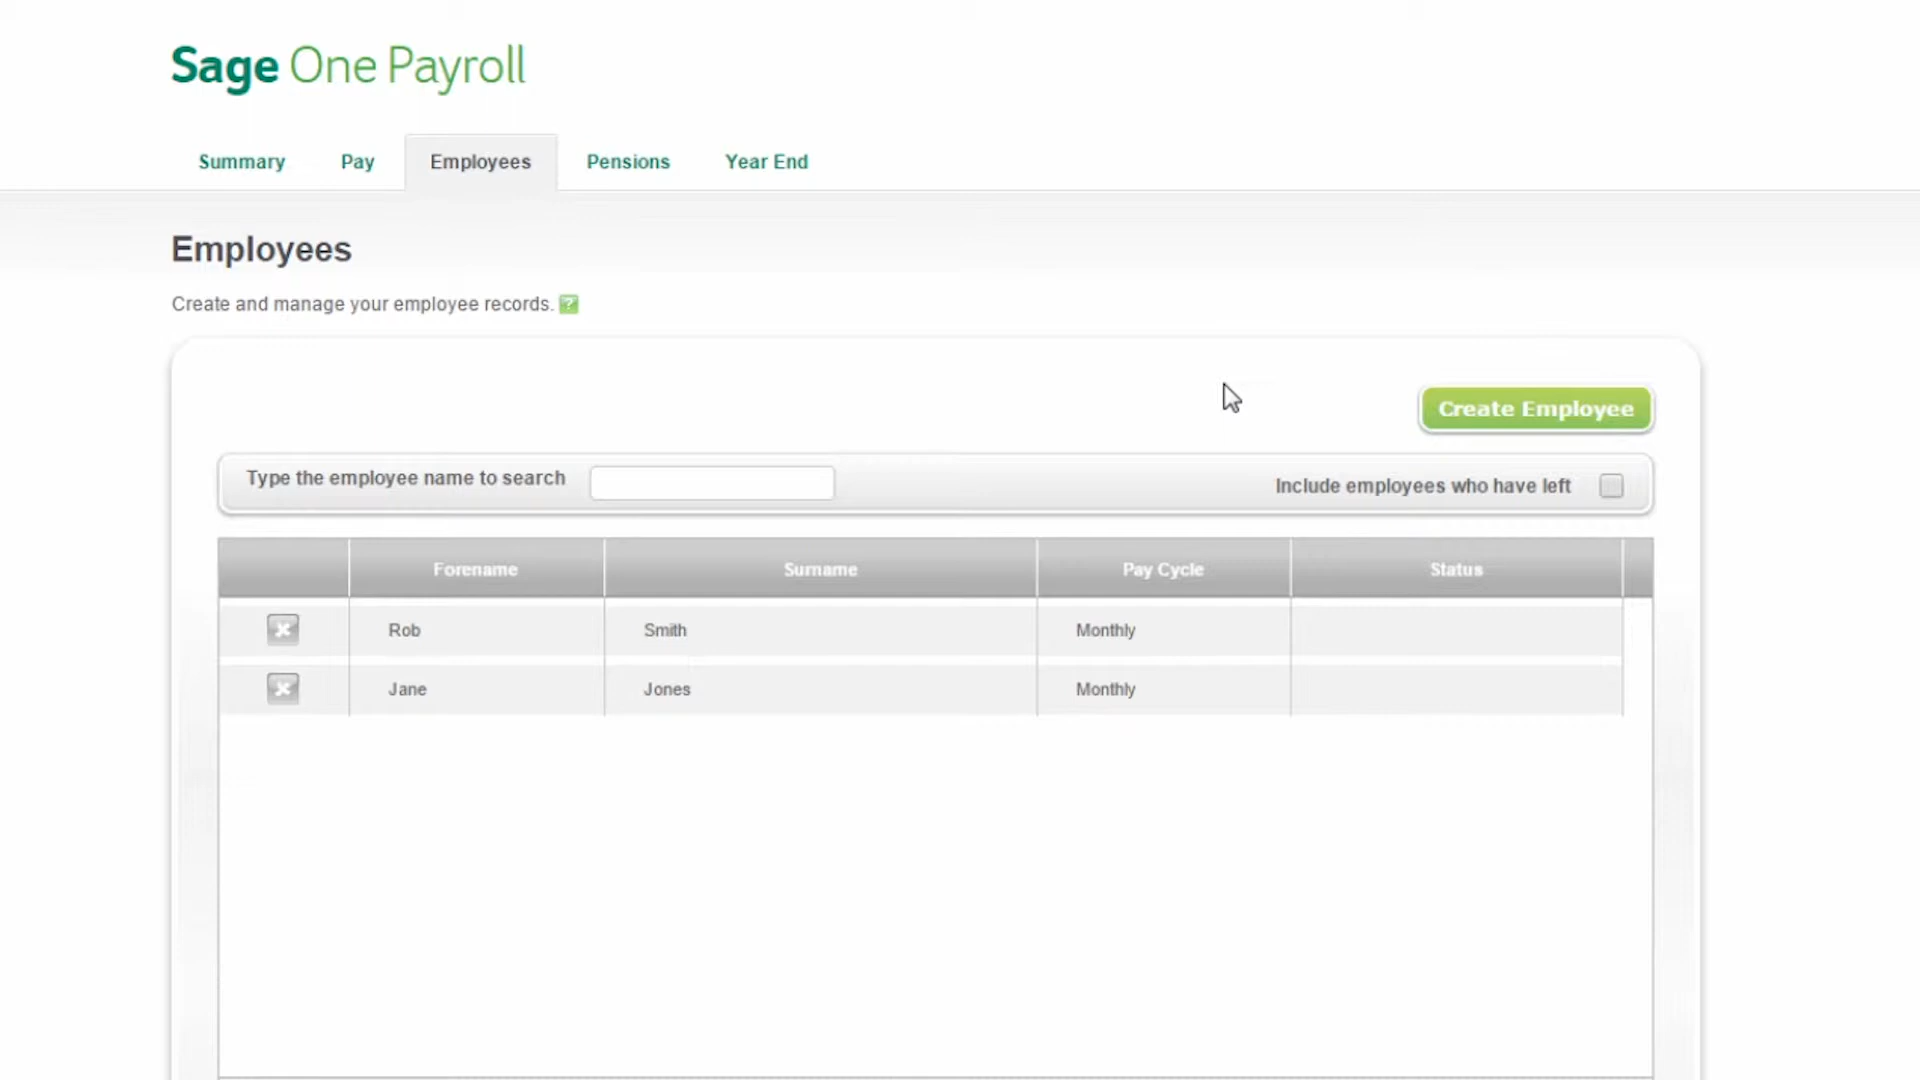 Sage One Payroll
Summary Pay Employees Pensions Year End
Employees
Create and manage your employee records. ?
Create Employee
Type the employee name to search Include employees who have left
Forename Surname Pay Cycle Status
Rob Smith Monthly
Jane Jones Monthly